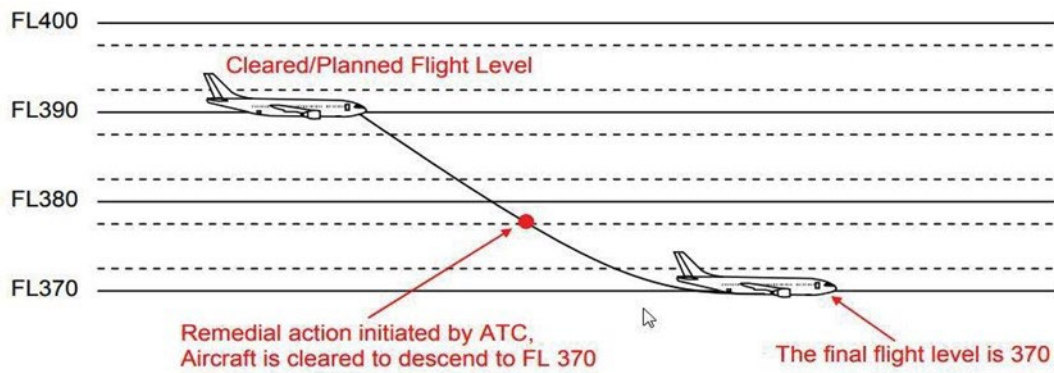 FL400
Cleared/Planned Flight Level
FL390
FL380
FL370
Remedial action initiated by ATC,
Aircraft is cleared to descend to FL 370
The final flight level is 370